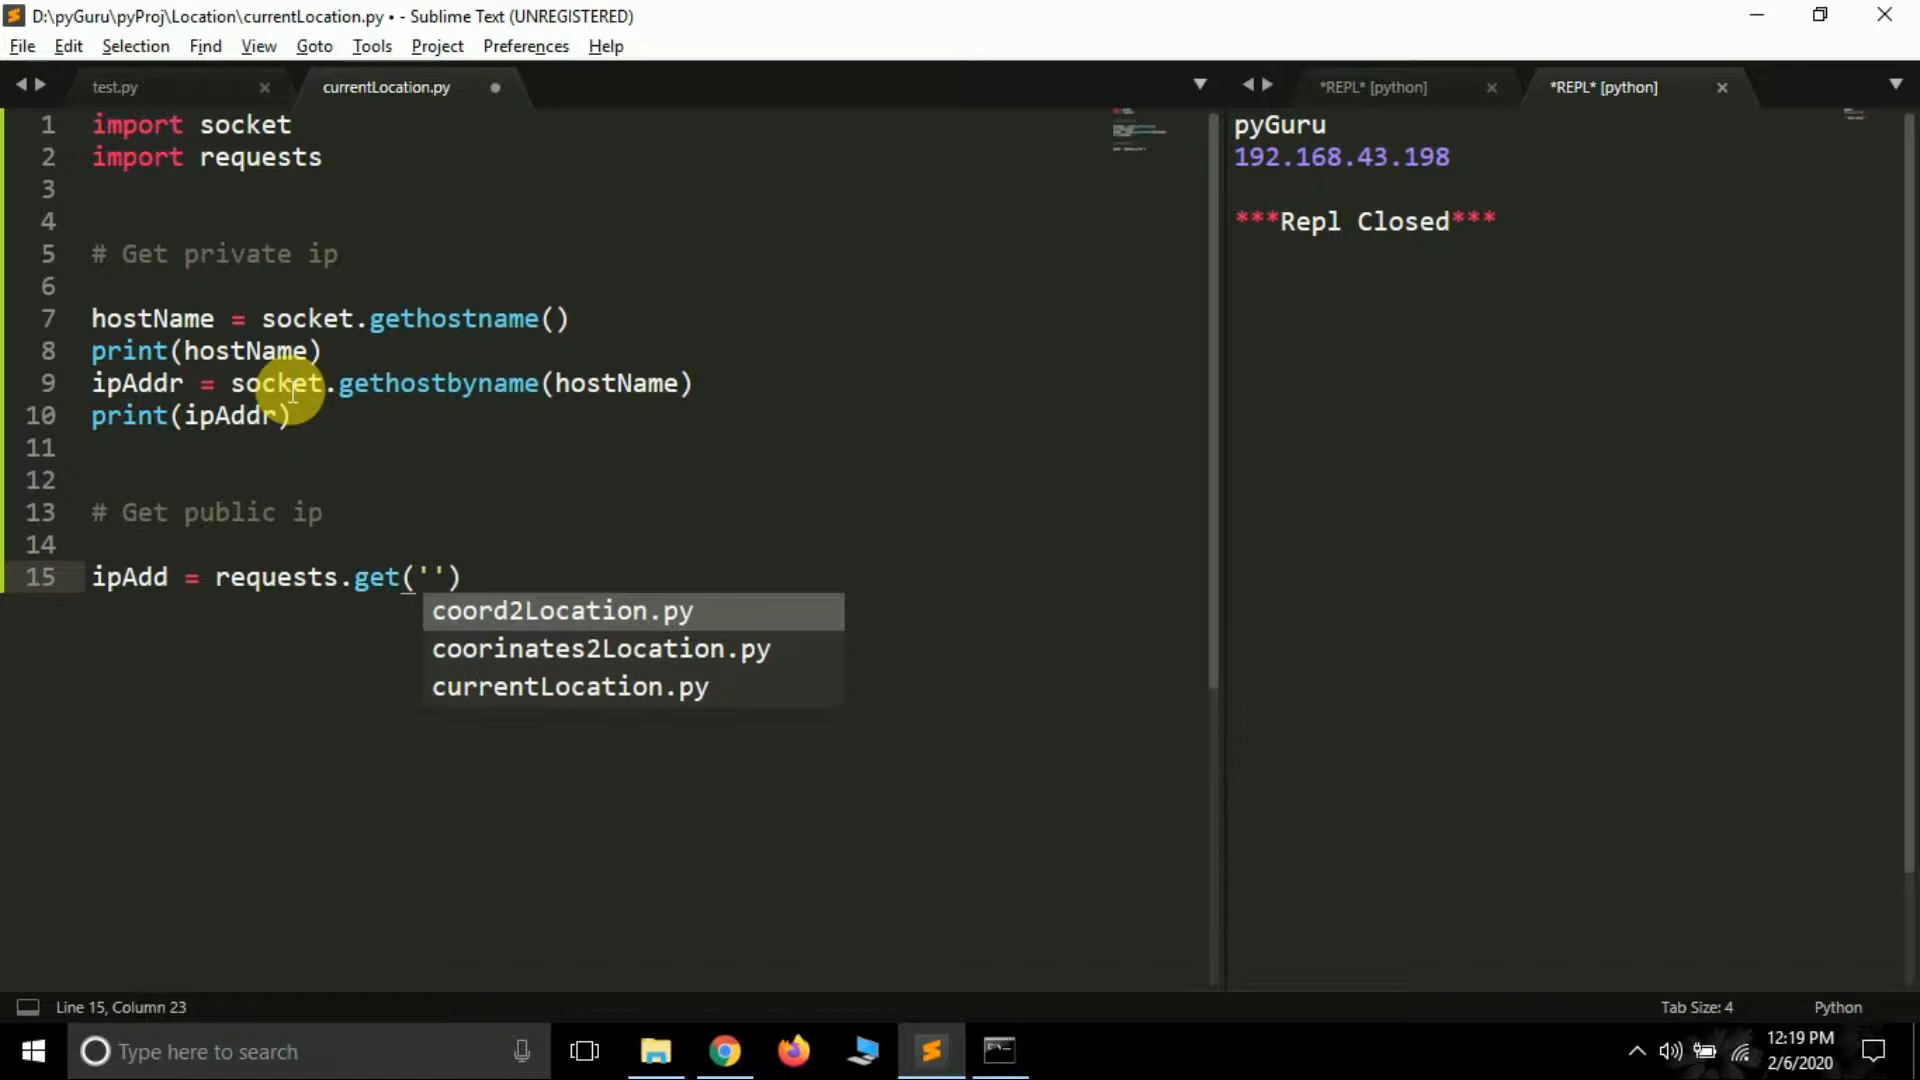 D:\pyGuru\pyProj\Location\currentLocation.py • - Sublime Text (UNREGISTERED)
File Edit Selection Find View Goto Tools Project Preferences Help
test.py currentLocation.py *REPL* [python] *REPL* [python]
1 import socket
2 import requests
3
4
5 # Get private ip
6
7 hostName = socket.gethostname()
8 print(hostName)
9 ipAddr = socket.gethostbyname(hostName)
10 print(ipAddr)
11
12
13 # Get public ip
14
15 ipAdd = requests.get('')
coord2Location.py
coorinates2Location.py
currentLocation.py
pyGuru
192.168.43.198
***Repl Closed***
Line 15, Column 23 Tab Size: 4 Python
Type here to search
12:19 PM
2/6/2020